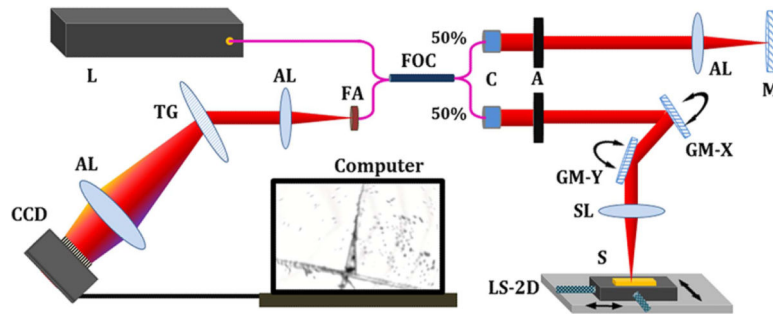 50%
L
FOC
AL
FA
C
A
AL
M
TG
50%
GM-X
AL
Computer
GM-Y
CCD
SL
S
LS-2D